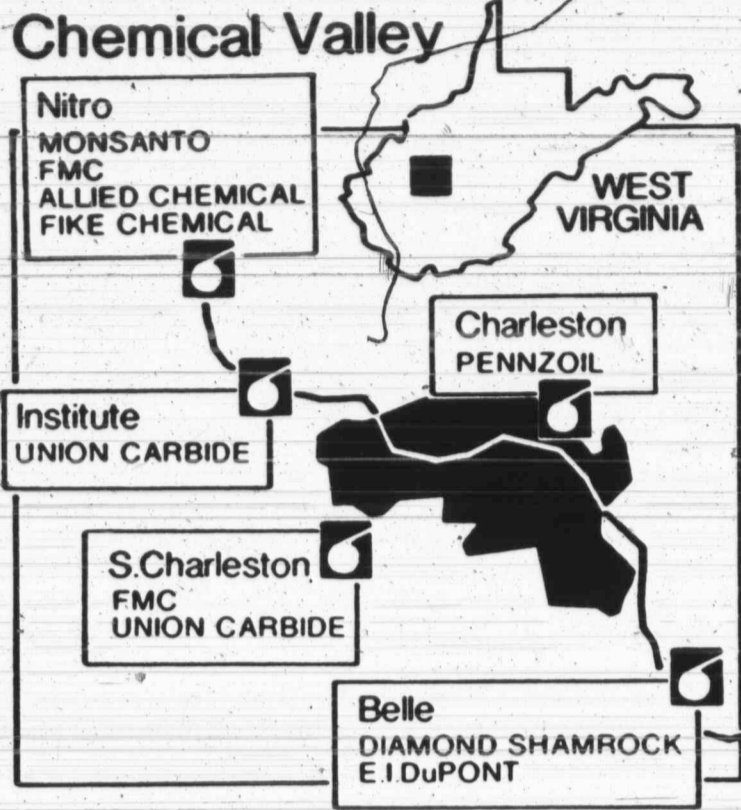 Chemical Valley
Nitro
MONSANTO
FMC
ALLIED CHEMICAL
FIKE CHEMICAL
WEST
VIRGINIA
Charleston
PENNZOIL
Institute
UNION CARBIDE
S.Charleston
FMC
UNION CARBIDE
Belle
DIAMOND SHAMROCK
E.I.DuPONT